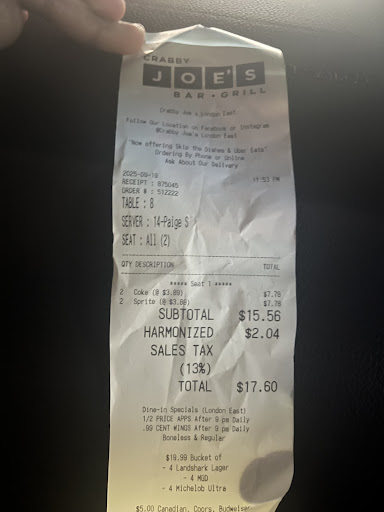 CRABBY
JOE'S
BAR • GRILL
Crabby Joe's London East
Follow Our Location on Facebook or Instagram
@Crabby Joe's London East
"Now offering Skip the Dishes & Uber Eats"
Ordering By Phone or Online
Ask About Our Delivery
2025-09-19 11:53 PM
RECEIPT : 875045
ORDER # : 512222
TABLE : 8
SERVER : 14-Paige S
SEAT : All (2)
QTY DESCRIPTION TOTAL
***** Seat 1 *****
2 Coke (@ $3.89) $7.78
2 Sprite (@ $3.89) $7.78
SUBTOTAL $15.56
HARMONIZED $2.04
SALES TAX
(13%)
TOTAL $17.60
Dine-in Specials (London East)
1/2 PRICE APPS After 9 pm Daily
.99 CENT WINGS After 9 pm Daily
Boneless & Regular
$19.99 Bucket of
- 4 Landshark Lager
- 4 MGD
- 4 Michelob Ultra
$5.00 Canadian, Coors, Budweiser